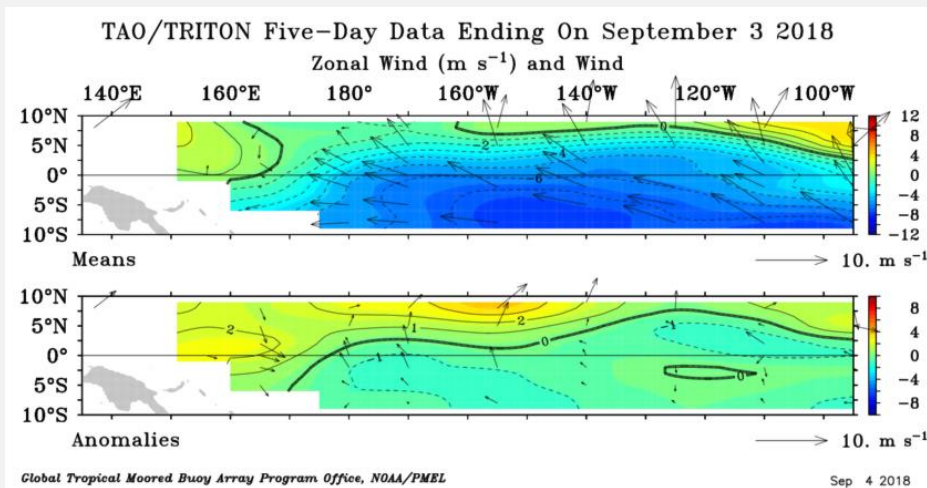 TAO/TRITON Five-Day Data Ending On September 3 2018
Zonal Wind (m s⁻¹) and Wind
140°E 160°E 180° 160°W 140°W 120°W 100°W
10°N
5°N
0°
5°S
10°S
0
-2
-4
-6
12
8
4
0
-4
-8
-12
Means
10. m s⁻¹
10°N
5°N
0°
5°S
10°S
2
1
0
2
-1
-1
0
8
4
0
-4
-8
Anomalies
10. m s⁻¹
Global Tropical Moored Buoy Array Program Office, NOAA/PMEL
Sep 4 2018